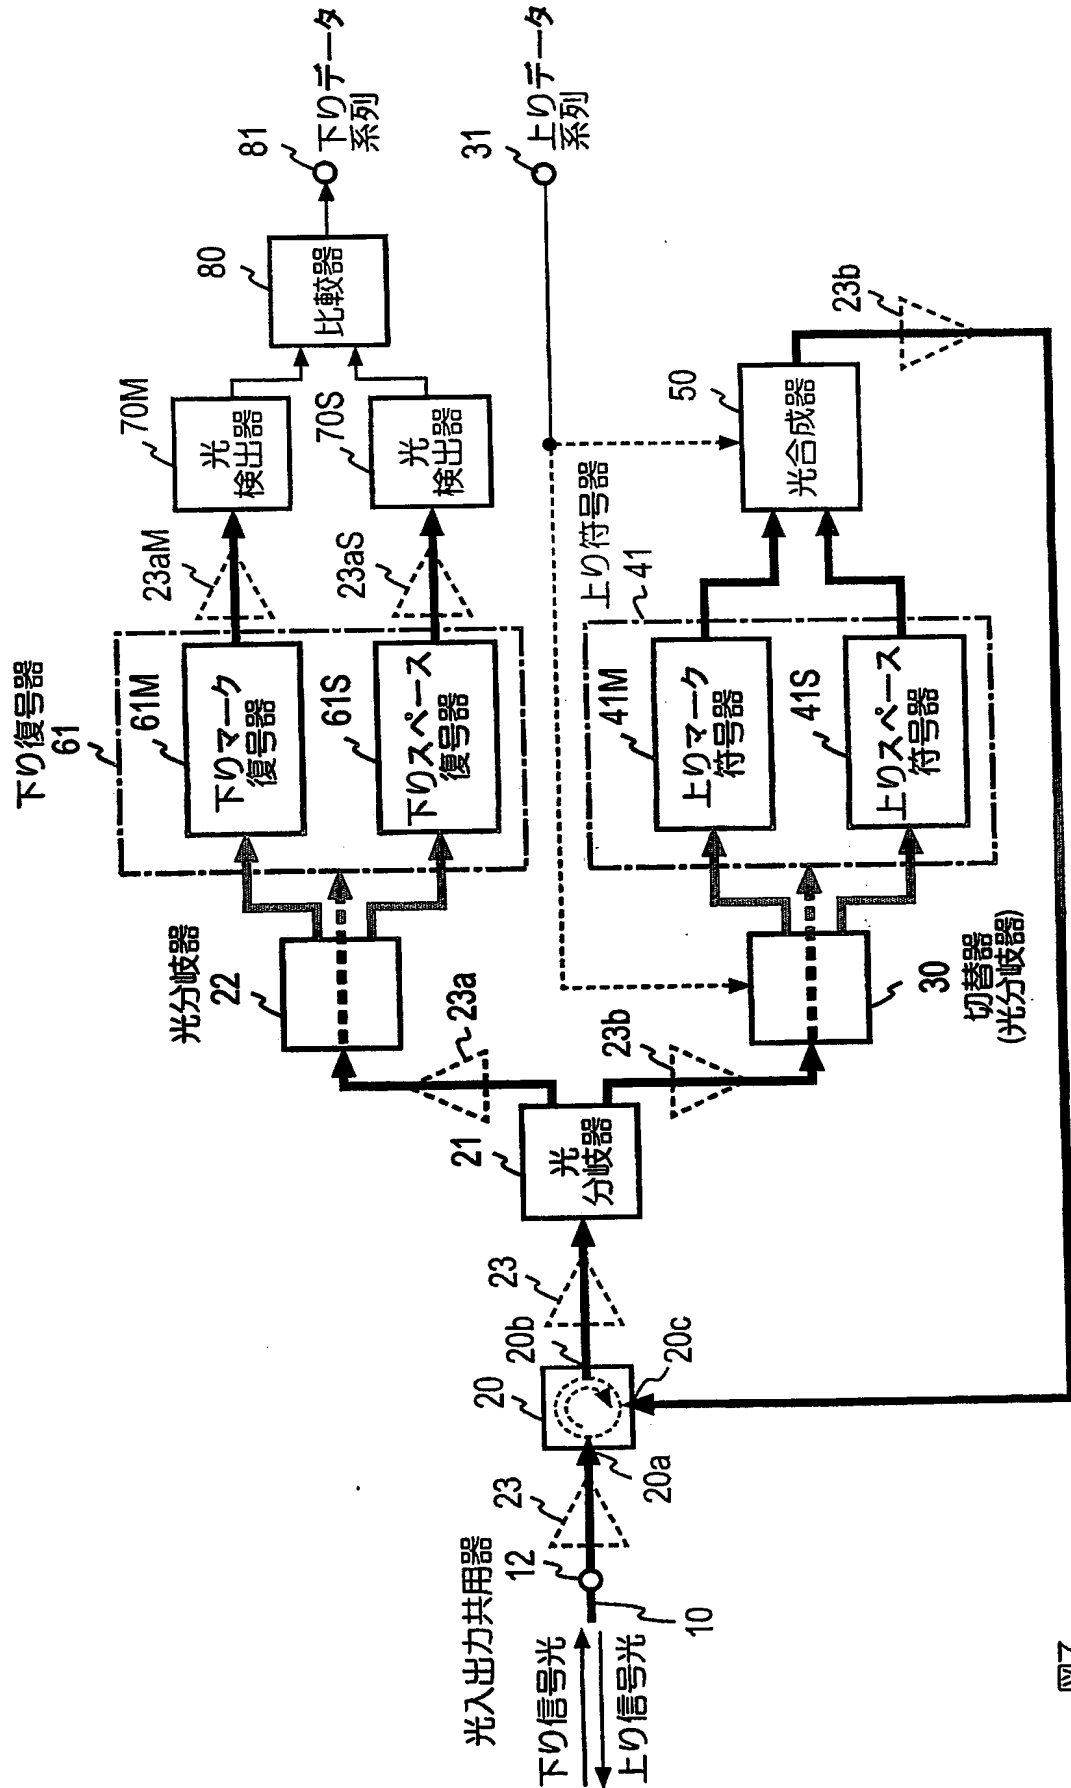 下り信号光
上り信号光
光入出力共用器
10
12
23
20
20a
20b
20c
23
21
光
分岐器
23a
23b
光分岐器
22
30
切替器
(光分岐器)
下り復号器
61
61M
下りマーク
復号器
61S
下りスペース
復号器
上り符号器
41
41M
上りマーク
符号器
41S
上りスペース
符号器
23aM
23aS
70M
光
検出器
70S
光
検出器
50
光合成器
23b
80
比較器
81
下りデータ
系列
31
上りデータ
系列
図7